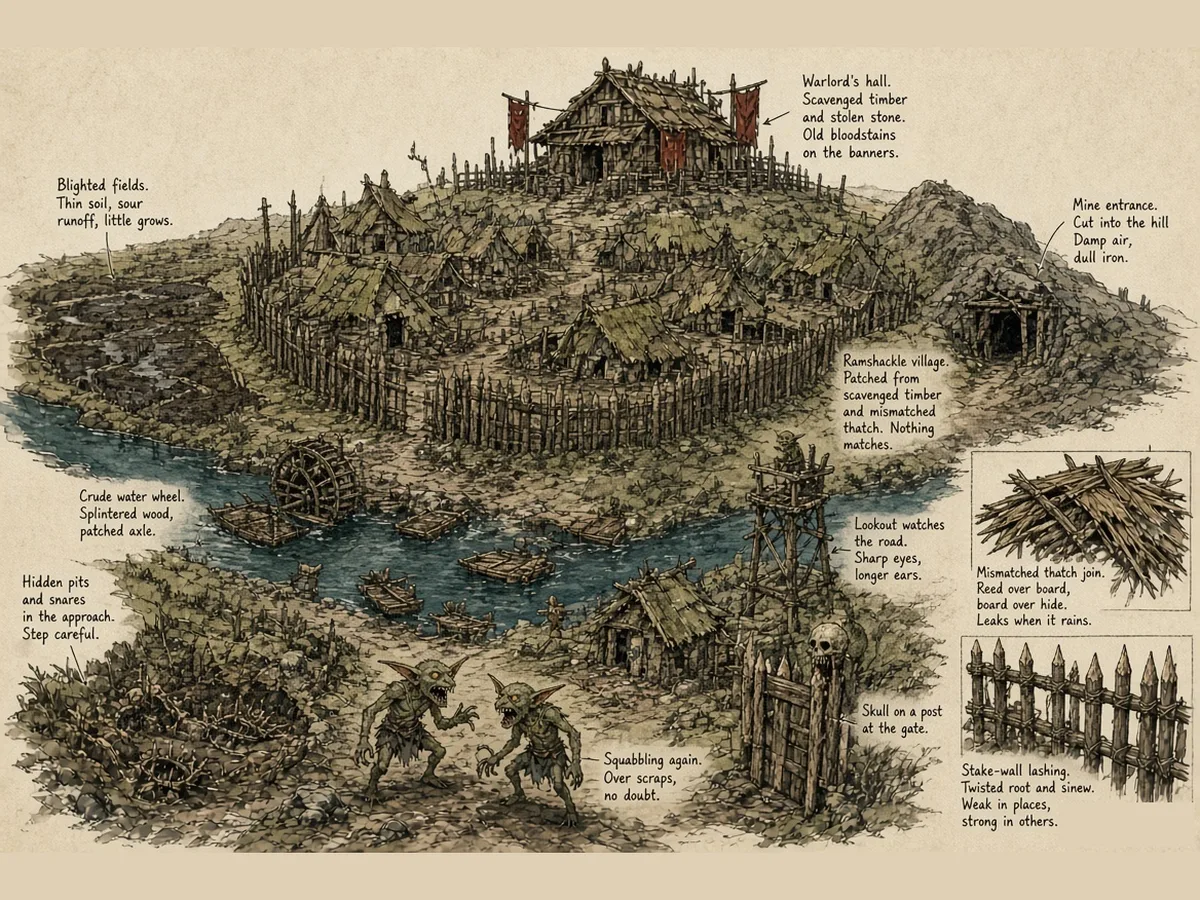 Warlord's hall.
Scavenged timber
and stolen stone.
Old bloodstains
on the banners.
Blighted fields.
Thin soil, sour
runoff, little grows.
Mine entrance.
Cut into the hill
Damp air,
dull iron.
Ramshackle village.
Patched from
scavenged timber
and mismatched
thatch. Nothing
matches.
Crude water wheel.
Splintered wood,
patched axle.
Lookout watches
the road.
Sharp eyes,
longer ears.
Mismatched thatch join.
Reed over board,
board over hide.
Leaks when it rains.
Hidden pits
and snares
in the approach.
Step careful.
Skull on a post
at the gate.
Squabbling again.
Over scraps,
no doubt.
Stake-wall lashing.
Twisted root and sinew.
Weak in places,
strong in others.